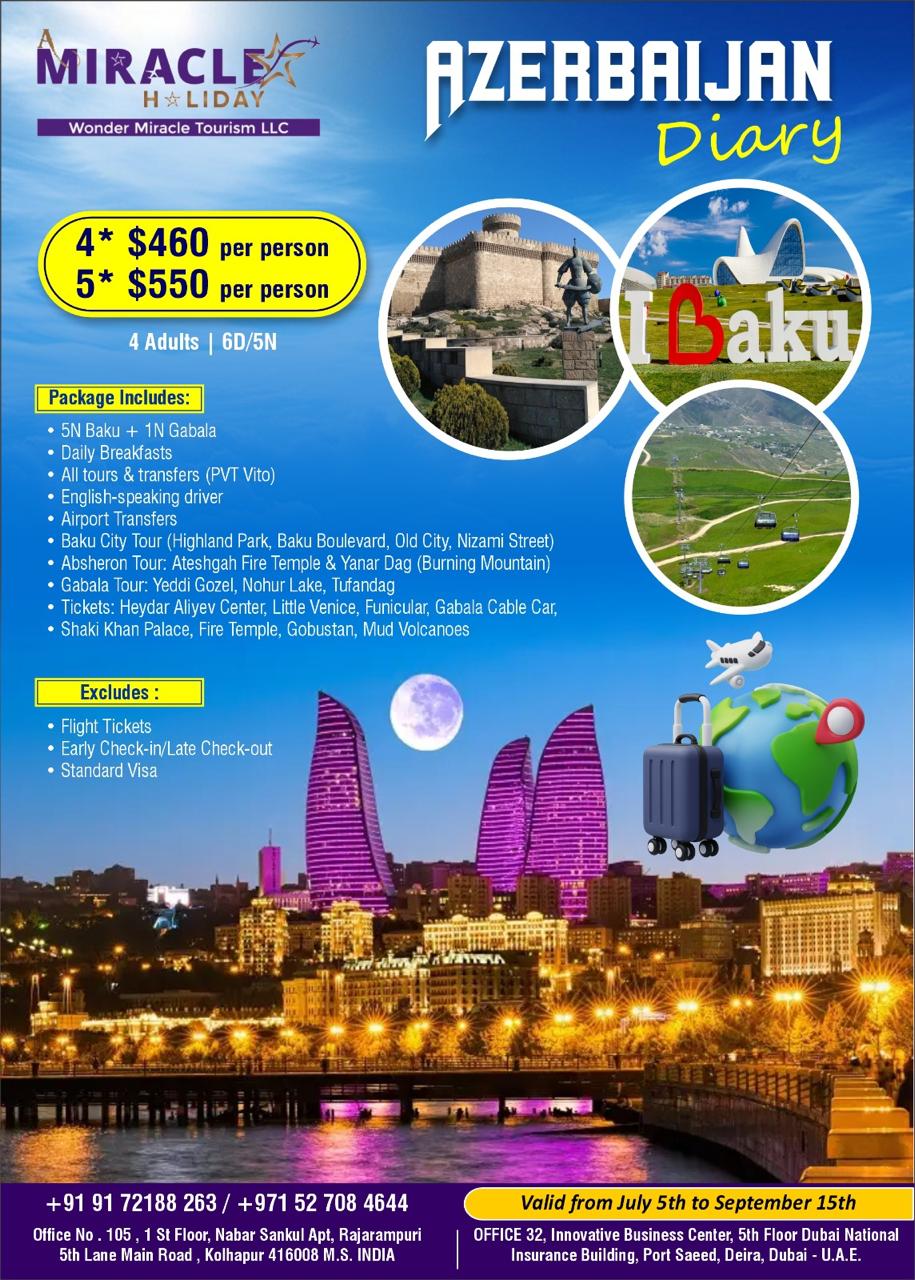 A
MIRACLE
HOLIDAY
Wonder Miracle Tourism LLC
AZERBAIJAN
Diary
4* $460 per person
5* $550 per person
4 Adults | 6D/5N
I Baku
Package Includes:
• 5N Baku + 1N Gabala
• Daily Breakfasts
• All tours & transfers (PVT Vito)
• English-speaking driver
• Airport Transfers
• Baku City Tour (Highland Park, Baku Boulevard, Old City, Nizami Street)
• Absheron Tour: Ateshgah Fire Temple & Yanar Dag (Burning Mountain)
• Gabala Tour: Yeddi Gozel, Nohur Lake, Tufandag
• Tickets: Heydar Aliyev Center, Little Venice, Funicular, Gabala Cable Car,
• Shaki Khan Palace, Fire Temple, Gobustan, Mud Volcanoes
Excludes :
• Flight Tickets
• Early Check-in/Late Check-out
• Standard Visa
+91 91 72188 263 / +971 52 708 4644
Office No . 105 , 1 St Floor, Nabar Sankul Apt, Rajarampuri
5th Lane Main Road , Kolhapur 416008 M.S. INDIA
Valid from July 5th to September 15th
OFFICE 32, Innovative Business Center, 5th Floor Dubai National
Insurance Building, Port Saeed, Deira, Dubai - U.A.E.